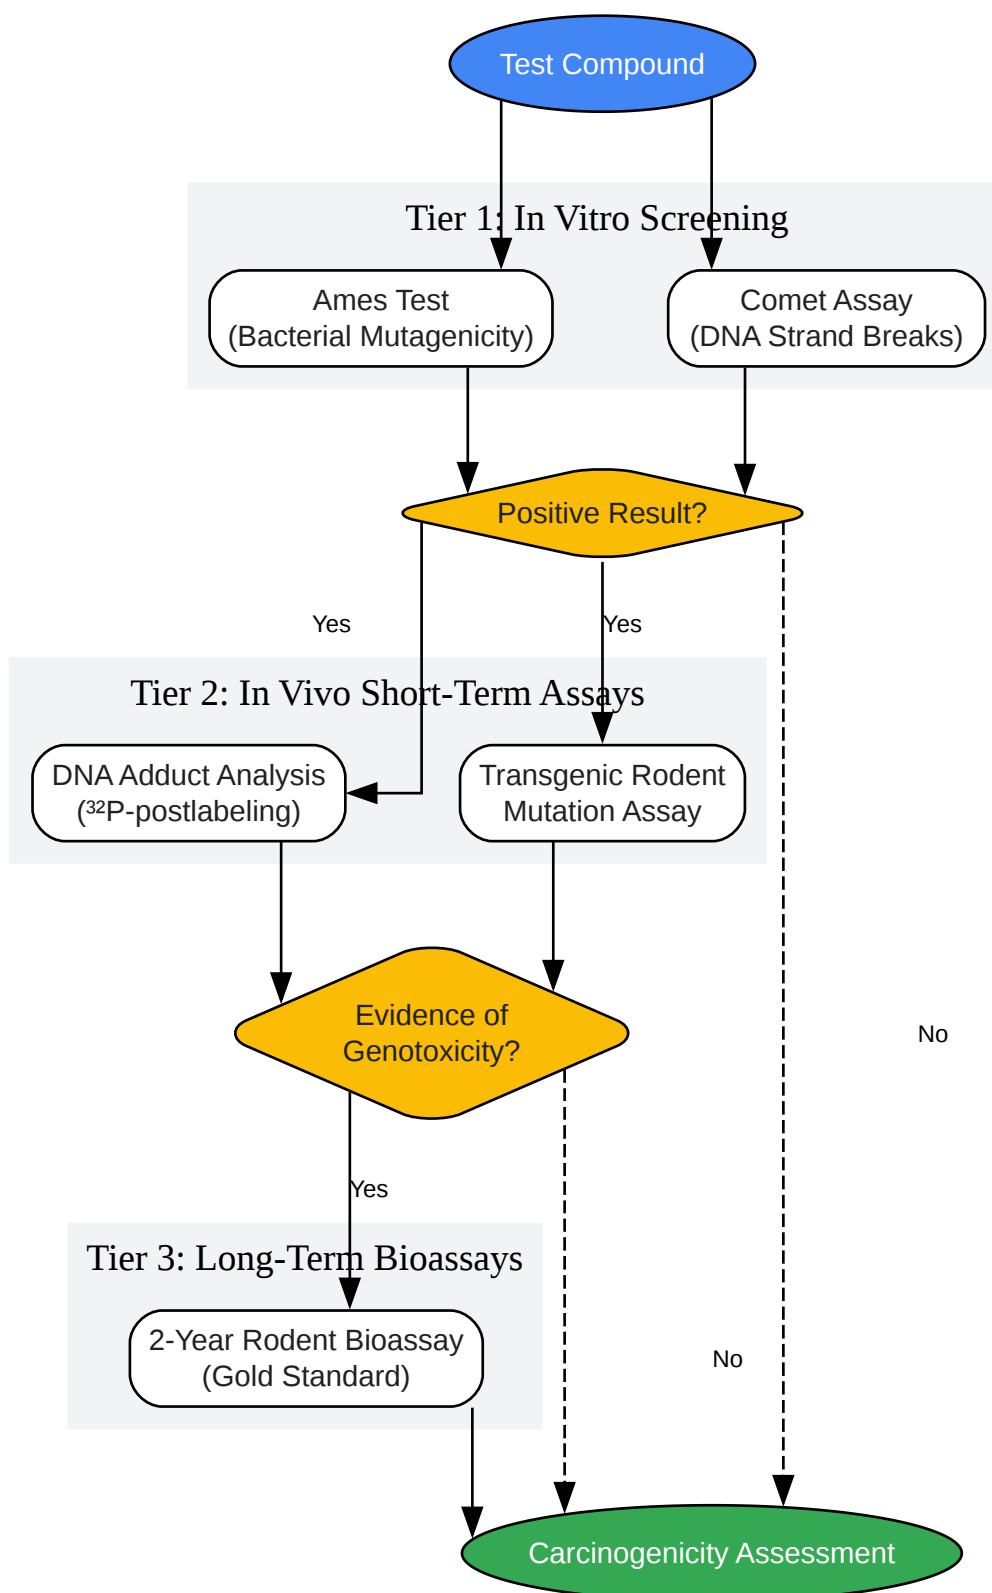 Test Compound
Tier 1: In Vitro Screening
Ames Test
(Bacterial Mutagenicity)
Comet Assay
(DNA Strand Breaks)
Positive Result?
Yes
Yes
Tier 2: In Vivo Short-Term Assays
DNA Adduct Analysis
(³²P-postlabeling)
Transgenic Rodent
Mutation Assay
Evidence of
Genotoxicity?
No
Yes
Tier 3: Long-Term Bioassays
2-Year Rodent Bioassay
(Gold Standard)
No
Carcinogenicity Assessment